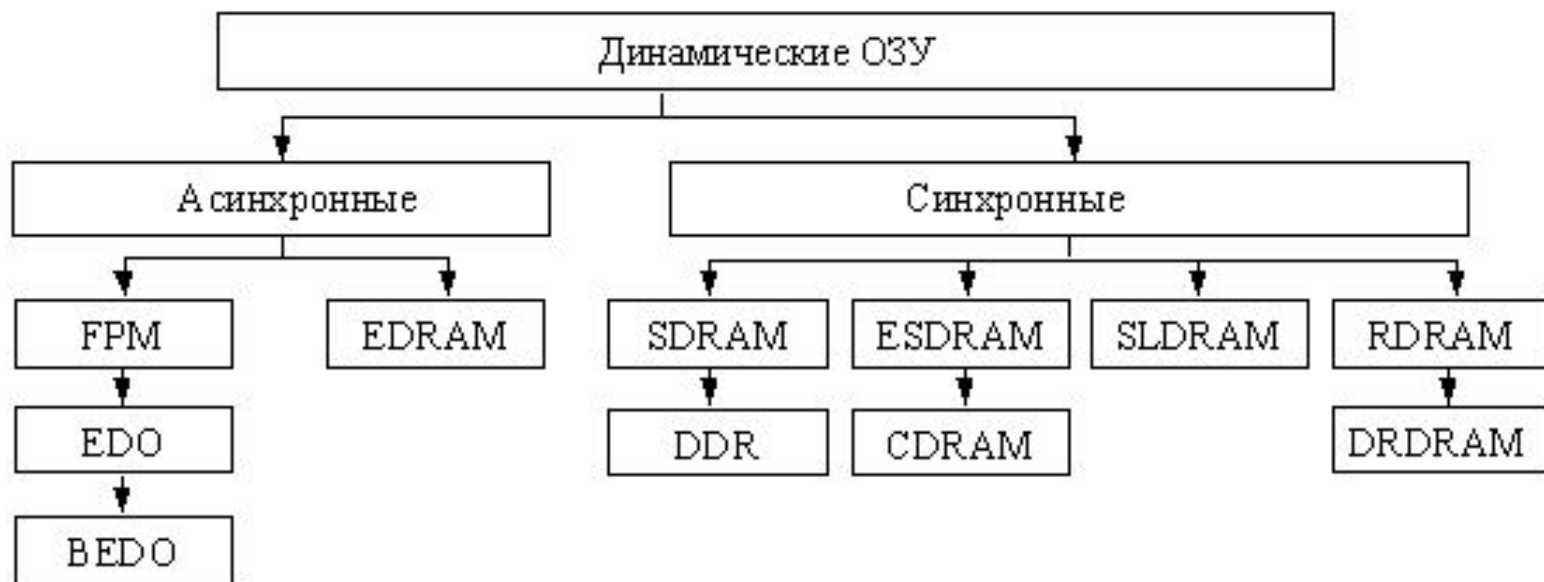 Динамические ОЗУ
Асинхронные
Синхронные
FPM
EDRAM
SDRAM
ESDRAM
SLDRAM
RDRAM
EDO
DDR
CDRAM
DRDRAM
BEDO